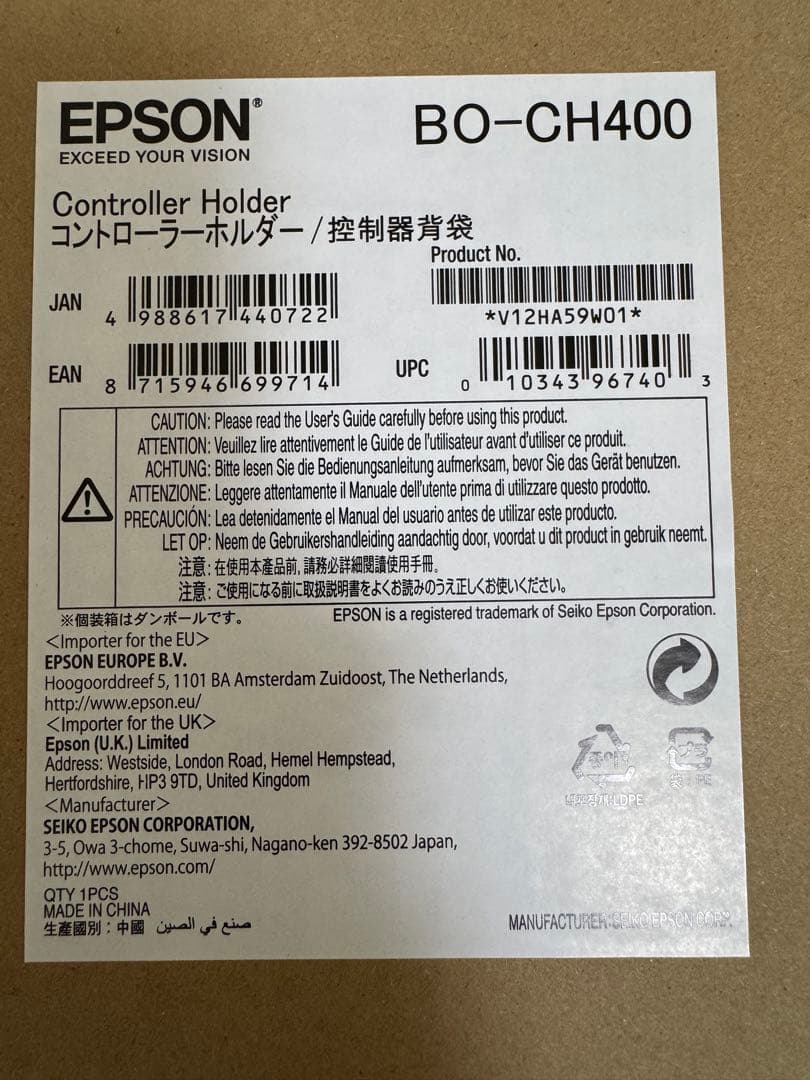 EPSON®
EXCEED YOUR VISION
BO-CH400
Controller Holder
コントローラーホルダー/控制器背袋
Product No.
*V12HA59W01*
JAN
4 988617 440722
EAN
8 715946 699714
UPC
0 10343 96740 3
CAUTION: Please read the User's Guide carefully before using this product.
ATTENTION: Veuillez lire attentivement le Guide de l'utilisateur avant d'utiliser ce produit.
ACHTUNG: Bitte lesen Sie die Bedienungsanleitung aufmerksam, bevor Sie das Gerät benutzen.
ATTENZIONE: Leggere attentamente il Manuale dell'utente prima di utilizzare questo prodotto.
PRECAUCIÓN: Lea detenidamente el Manual del usuario antes de utilizar este producto.
LET OP: Neem de Gebruikershandleiding aandachtig door, voordat u dit product in gebruik neemt.
注意: 在使用本產品前,請務必詳細閱讀使用手冊。
注意: ご使用になる前に取扱説明書をよくお読みのうえ正しくお使いください。
※個装箱はダンボールです。
EPSON is a registered trademark of Seiko Epson Corporation.
<Importer for the EU>
EPSON EUROPE B.V.
Hoogoorddreef 5, 1101 BA Amsterdam Zuidoost, The Netherlands,
http://www.epson.eu/
<Importer for the UK>
Epson (U.K.) Limited
Address: Westside, London Road, Hemel Hempstead,
Hertfordshire, HP3 9TD, United Kingdom
<Manufacturer>
SEIKO EPSON CORPORATION,
3-5, Owa 3-chome, Suwa-shi, Nagano-ken 392-8502 Japan,
http://www.epson.com/
QTY 1PCS
MADE IN CHINA
生產國別:中國 صنع في الصين
プラ
袋:PE
:LDPE
MANUFACTURER:SEIKO EPSON CORP.